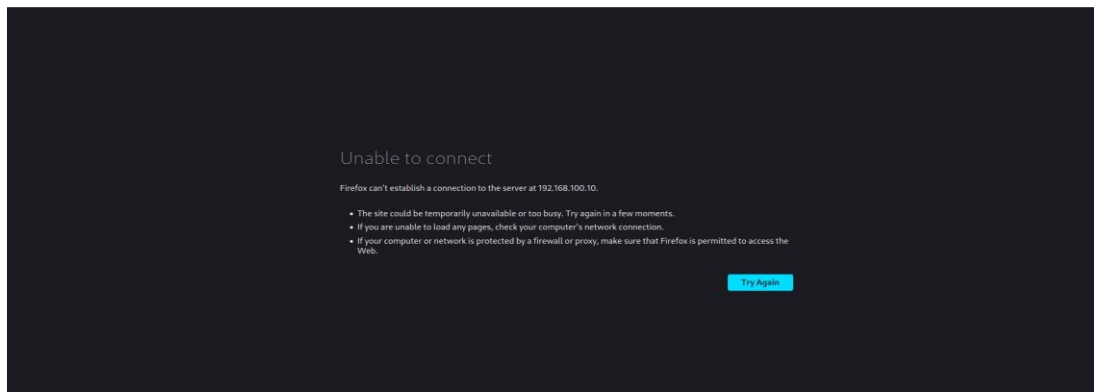 Unable to connect
Firefox can't establish a connection to the server at 192.168.100.10.
• The site could be temporarily unavailable or too busy. Try again in a few moments.
• If you are unable to load any pages, check your computer's network connection.
• If your computer or network is protected by a firewall or proxy, make sure that Firefox is permitted to access the
Web.
Try Again